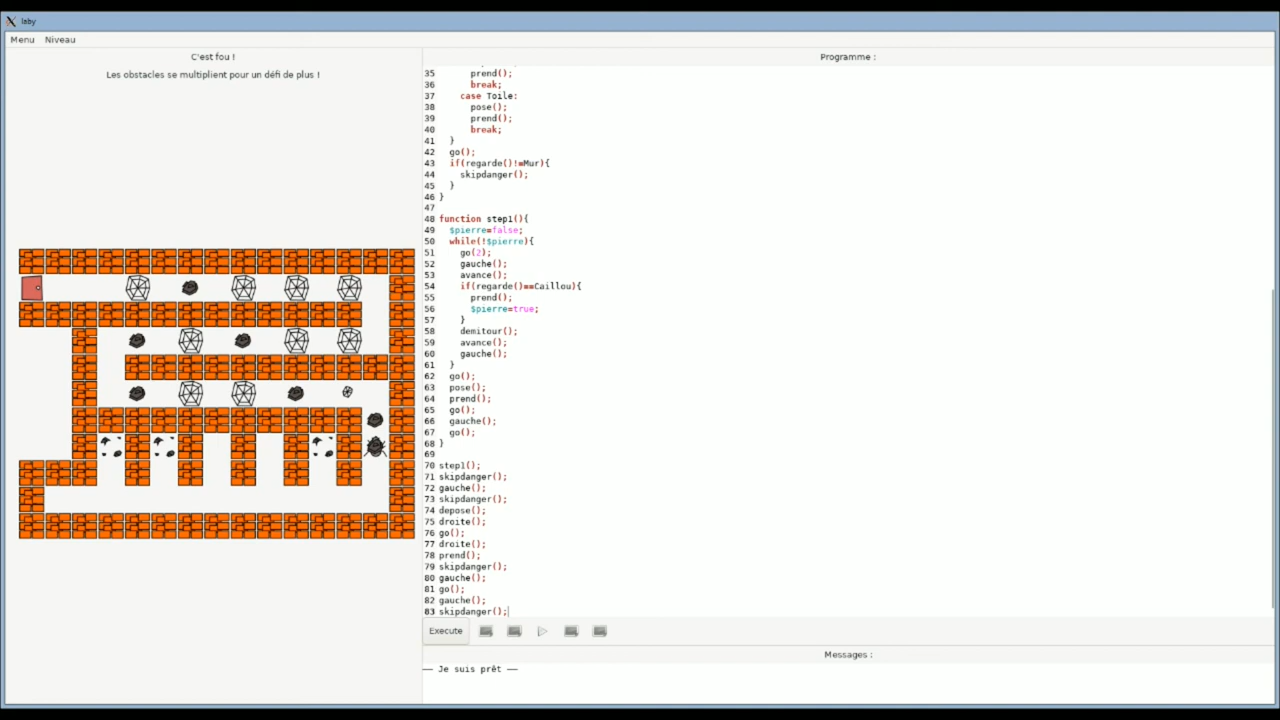 laby
Menu Niveau
C'est fou !
Les obstacles se multiplient pour un défi de plus !
Programme :
35 prend();
36 break;
37 case Toile:
38 pose();
39 prend();
40 break;
41 }
42 go();
43 if(regarde()!=Mur){
44 skipdanger();
45 }
46 }
47
48 function step1(){
49 $pierre=false;
50 while(!$pierre){
51 go(2);
52 gauche();
53 avance();
54 if(regarde()==Caillou){
55 prend();
56 $pierre=true;
57 }
58 demitour();
59 avance();
60 gauche();
61 }
62 go();
63 pose();
64 prend();
65 go();
66 gauche();
67 go();
68 }
69
70 step1();
71 skipdanger();
72 gauche();
73 skipdanger();
74 depose();
75 droite();
76 go();
77 droite();
78 prend();
79 skipdanger();
80 gauche();
81 go();
82 gauche();
83 skipdanger();
Execute
Messages :
— Je suis prêt —